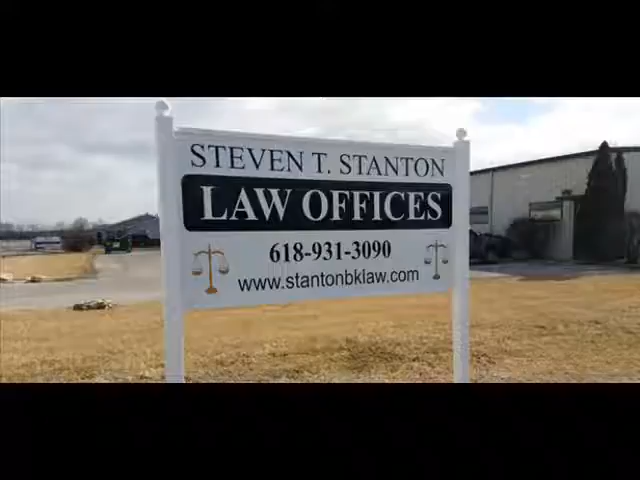 STEVEN T. STANTON
LAW OFFICES
618-931-3090
www.stantonbklaw.com